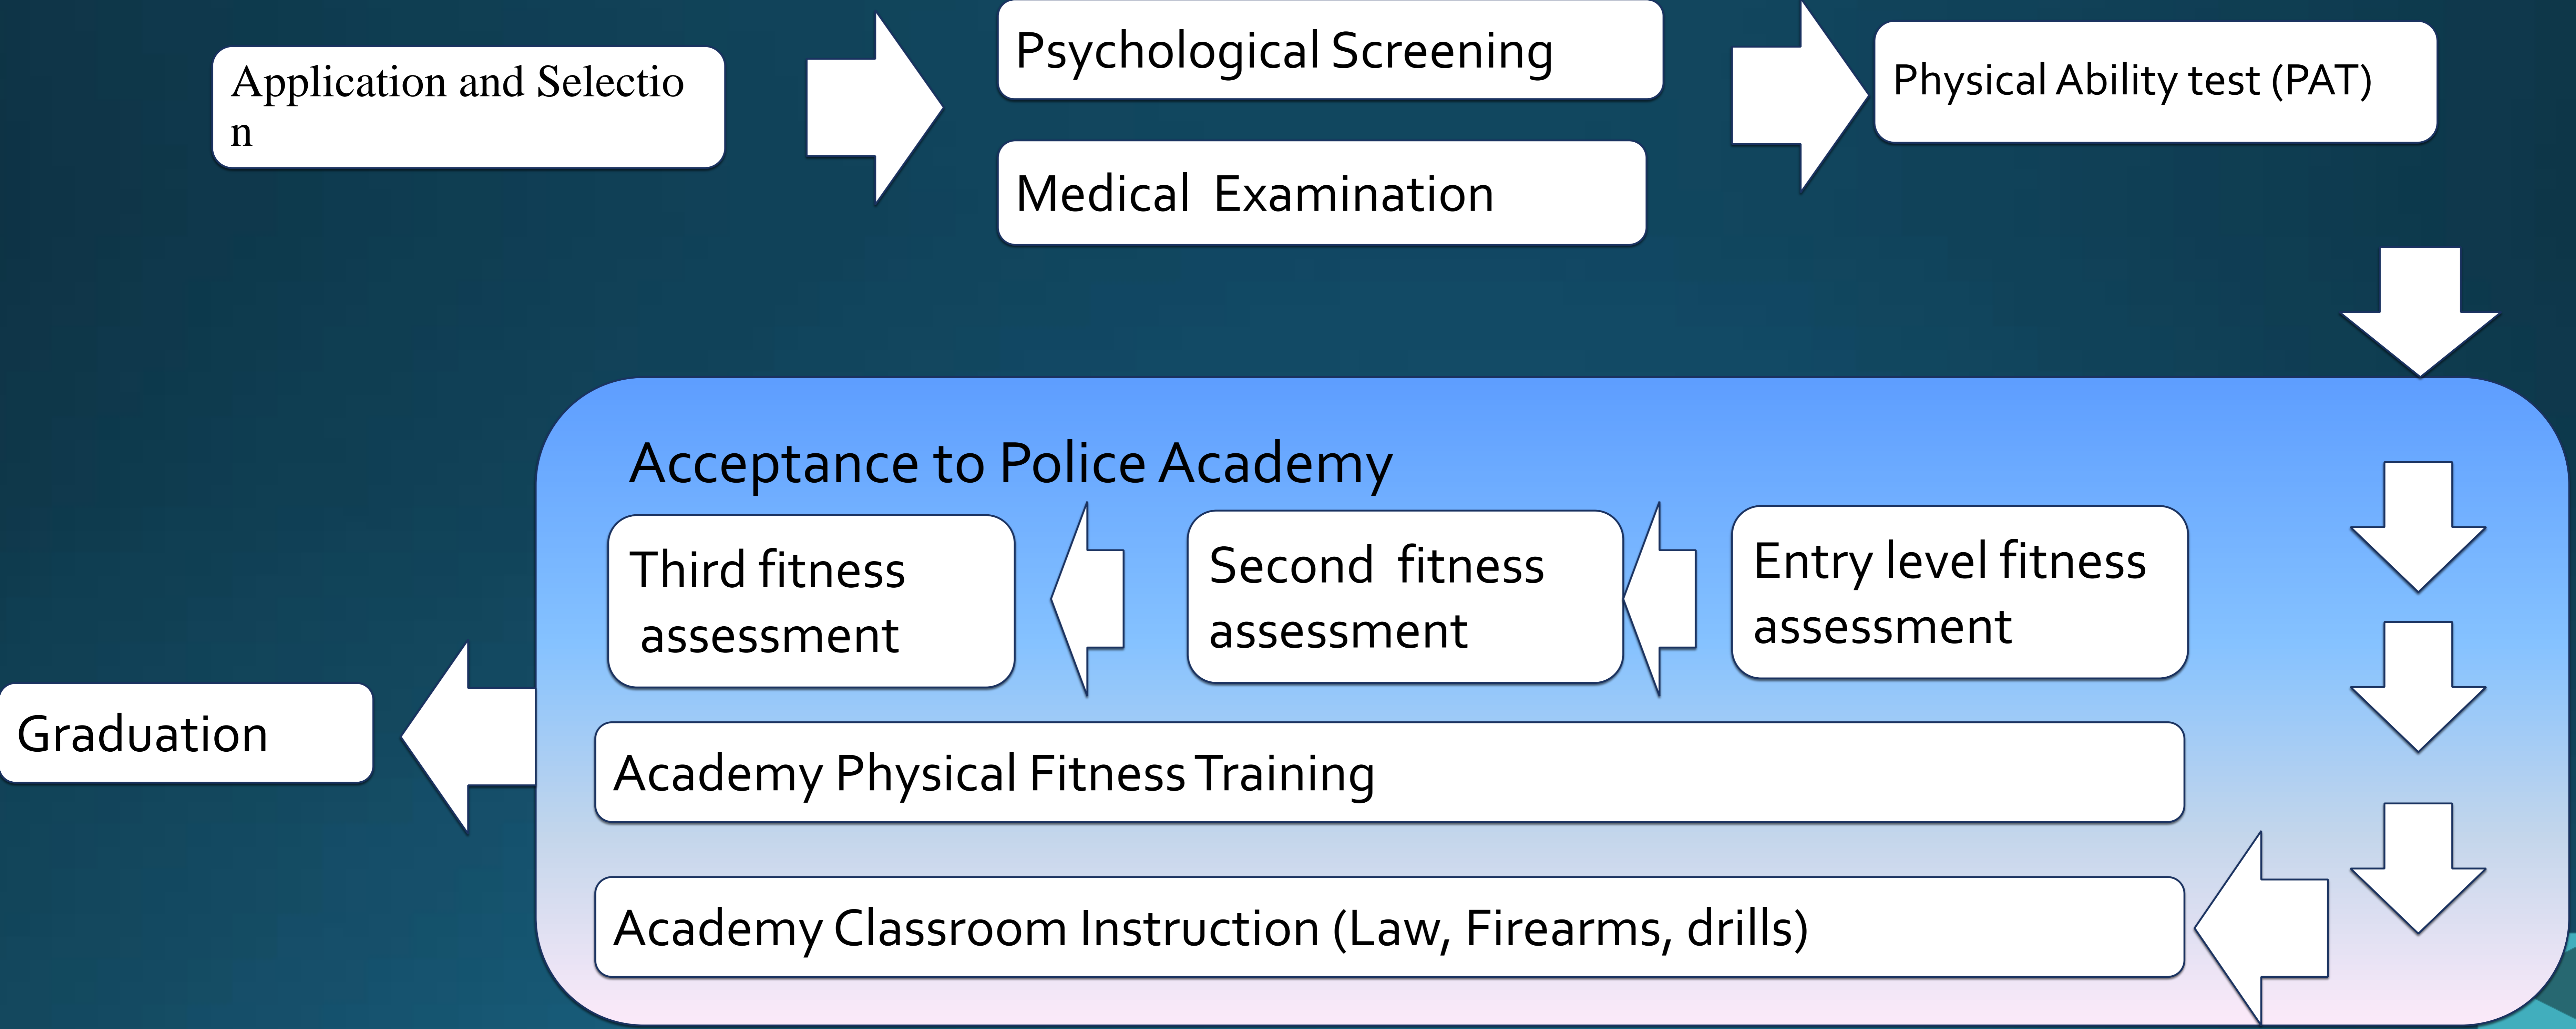 Application and Selectio
n
Psychological Screening
Medical  Examination
Physical Ability test (PAT)
Acceptance to Police Academy
Third fitness
assessment
Second  fitness
assessment
Entry level fitness
assessment
Graduation
Academy Physical Fitness Training
Academy Classroom Instruction (Law, Firearms, drills)